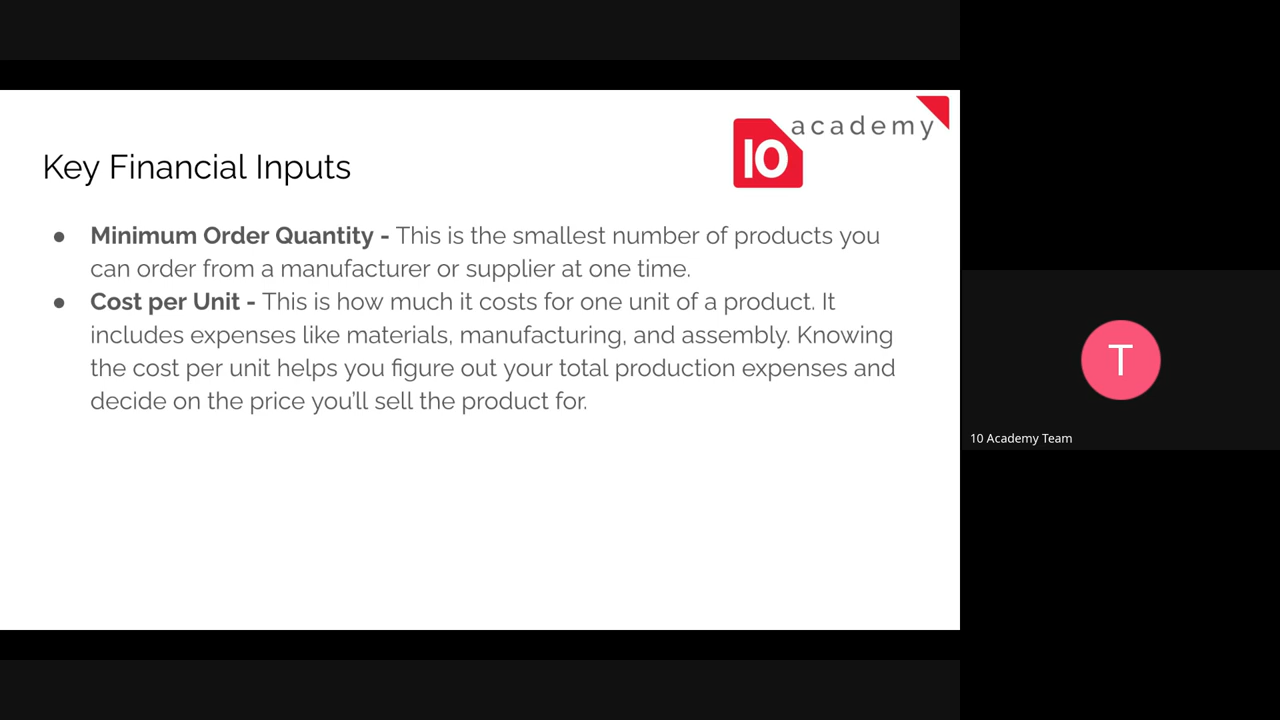 10 academy
Key Financial Inputs
● Minimum Order Quantity - This is the smallest number of products you
can order from a manufacturer or supplier at one time.
● Cost per Unit - This is how much it costs for one unit of a product. It
includes expenses like materials, manufacturing, and assembly. Knowing
the cost per unit helps you figure out your total production expenses and
decide on the price you’ll sell the product for.
T
10 Academy Team